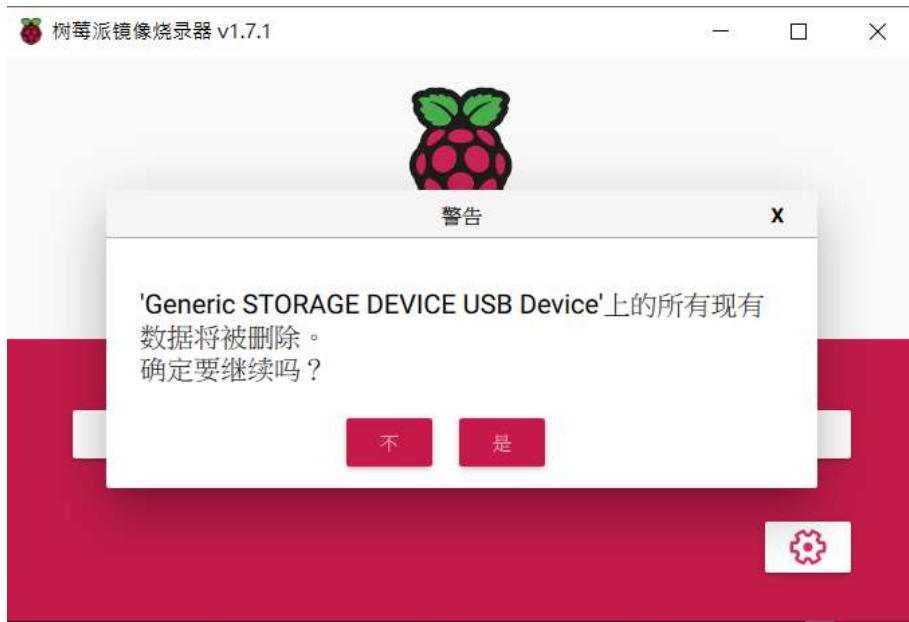 树莓派镜像烧录器 v1.7.1
警告
X
'Generic STORAGE DEVICE USB Device'上的所有现有
数据将被删除。
确定要继续吗？
不
是